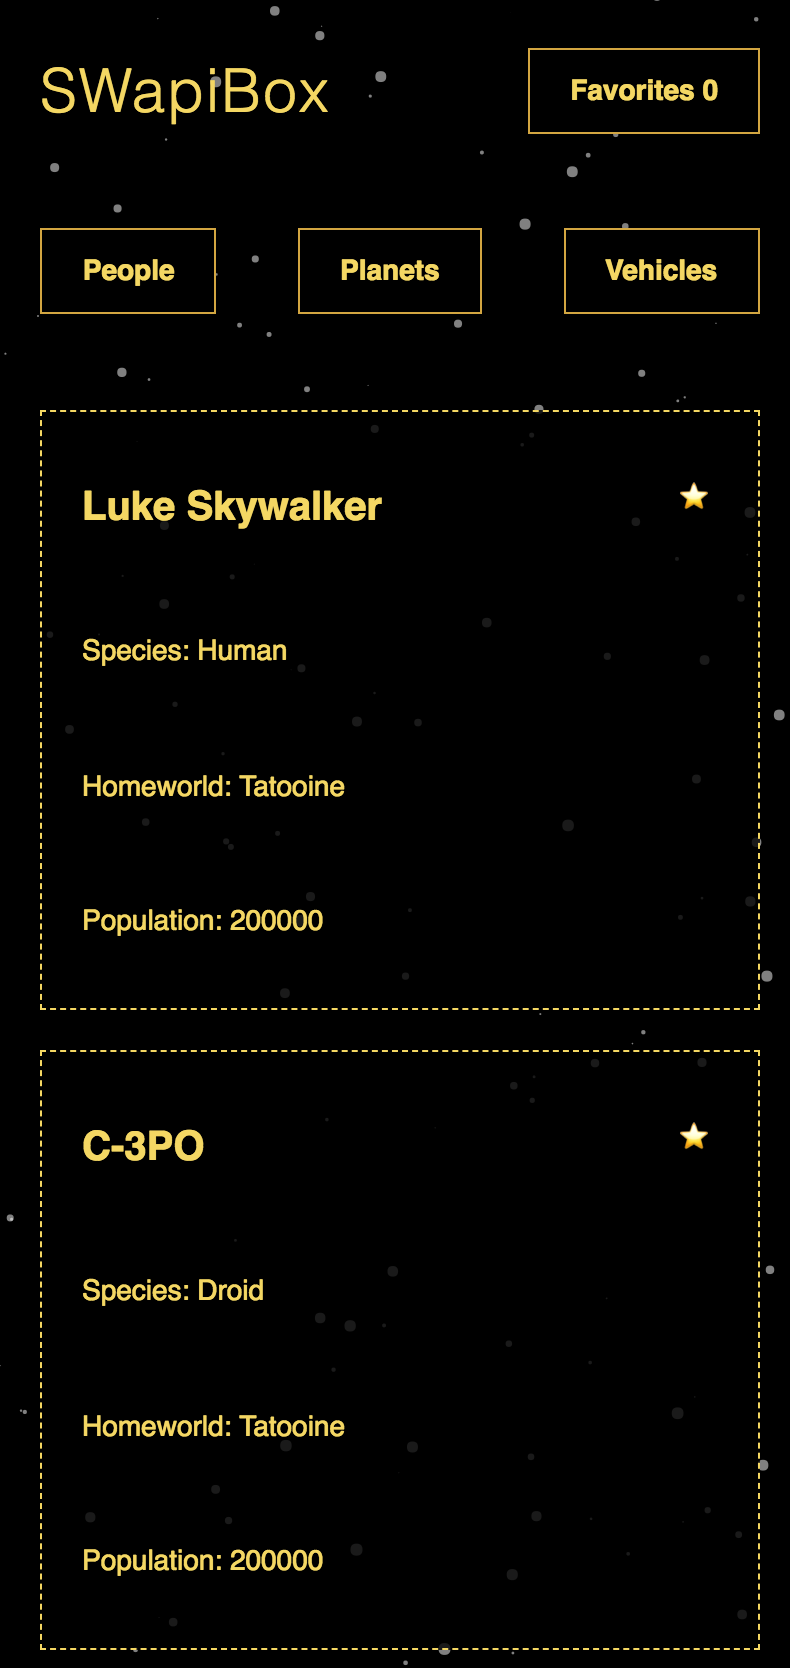 SWapiBox
Favorites 0
People
Planets
Vehicles
Luke Skywalker
Species: Human
Homeworld: Tatooine
Population: 200000
C-3PO
Species: Droid
Homeworld: Tatooine
Population: 200000